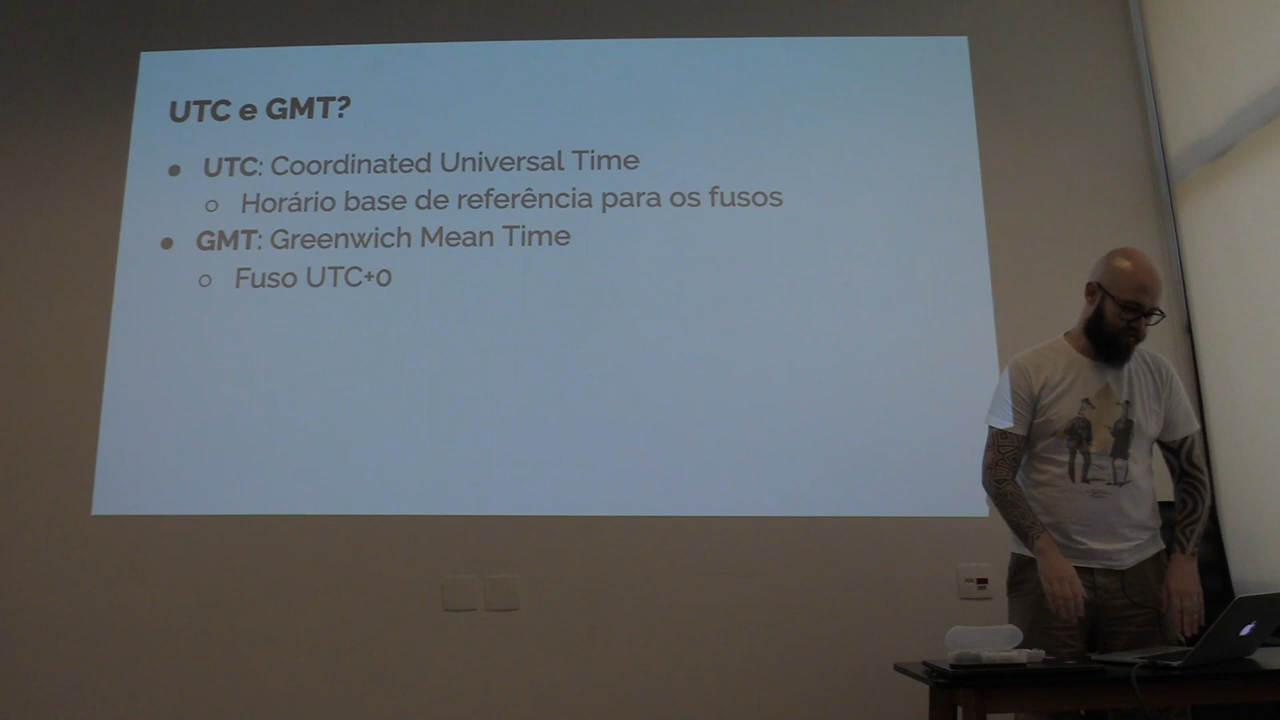 UTC e GMT?
● UTC: Coordinated Universal Time
○ Horário base de referência para os fusos
● GMT: Greenwich Mean Time
○ Fuso UTC+0